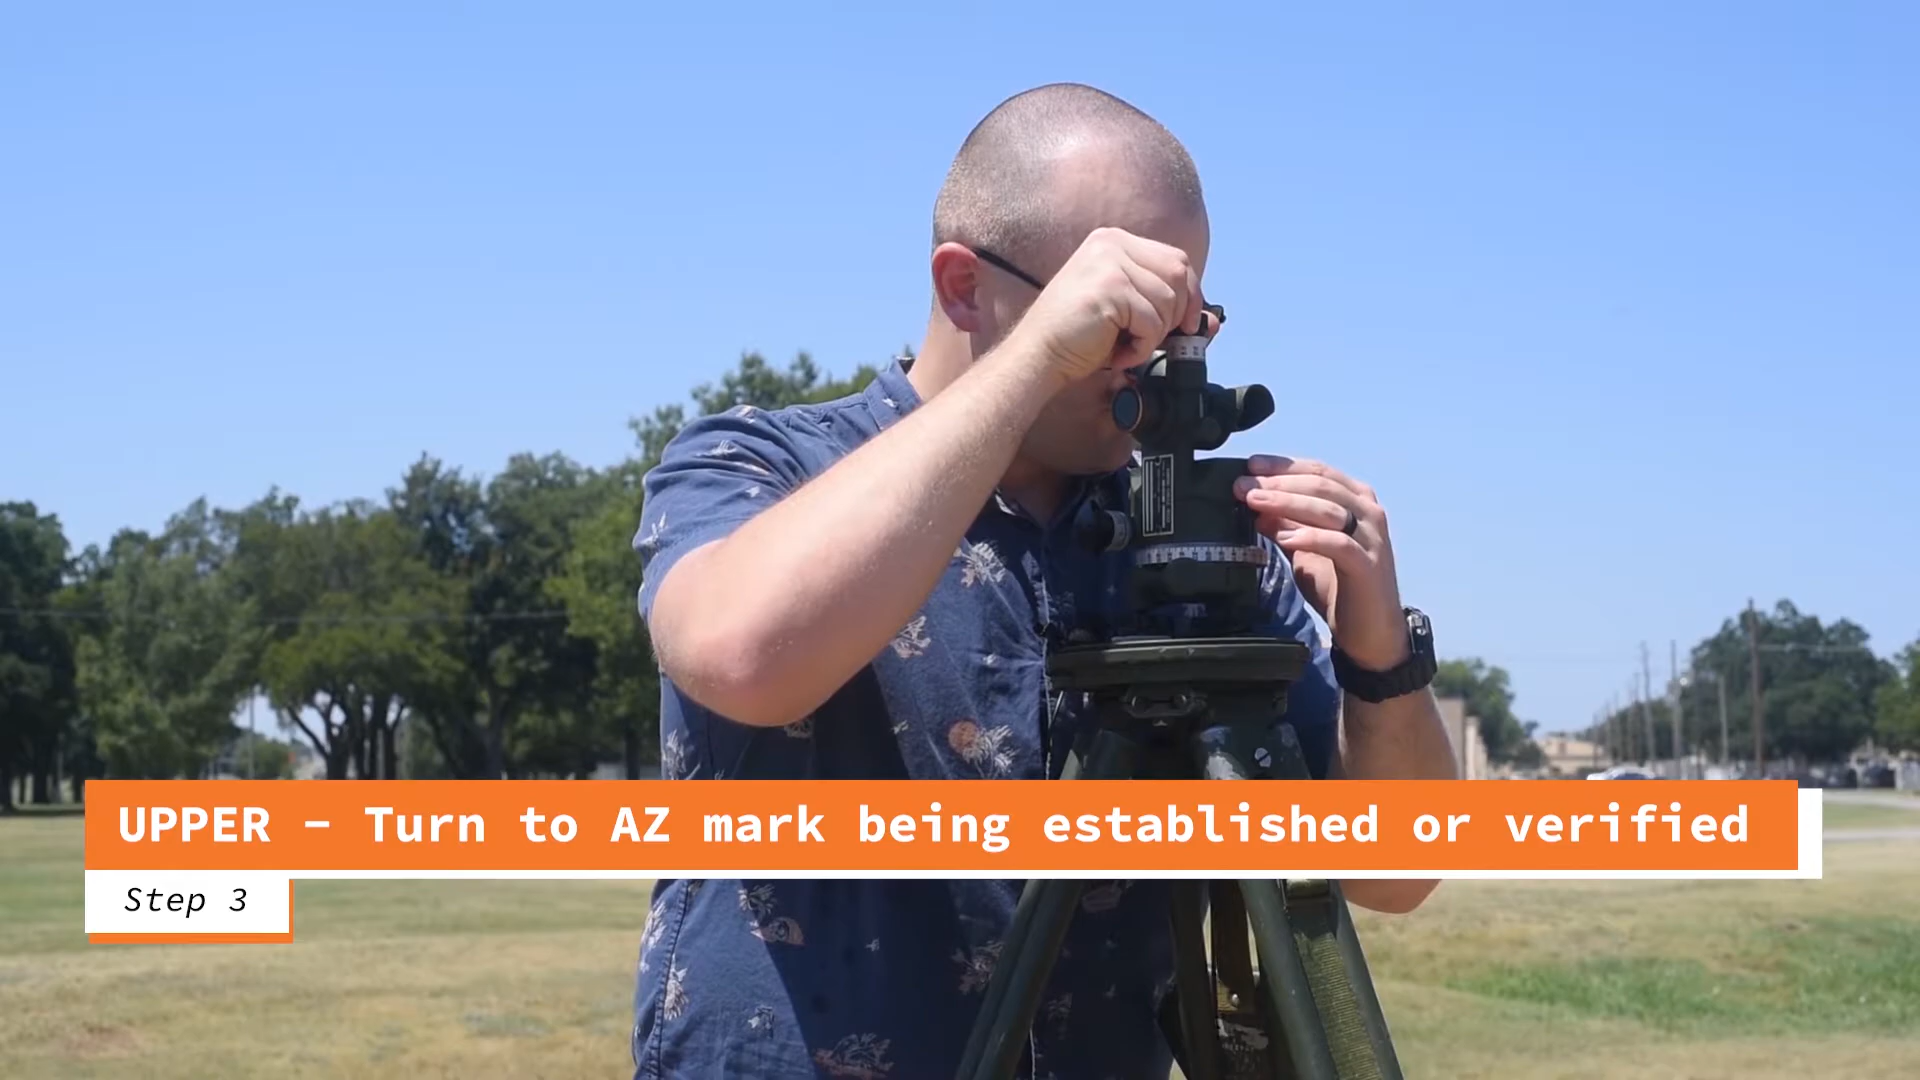 UPPER – Turn to AZ mark being established or verified
Step 3